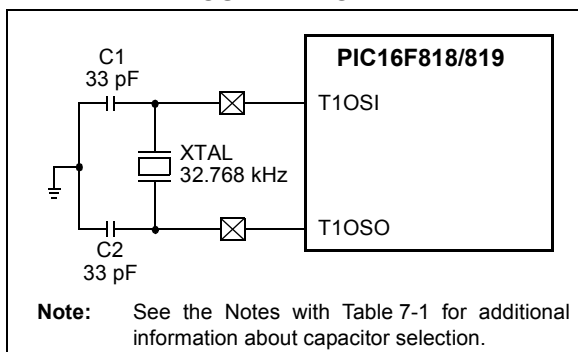 C1
33 pF
PIC16F818/819
T1OSI
XTAL
32.768 kHz
T1OSO
C2
33 pF
Note: See the Notes with Table 7-1 for additional
information about capacitor selection.